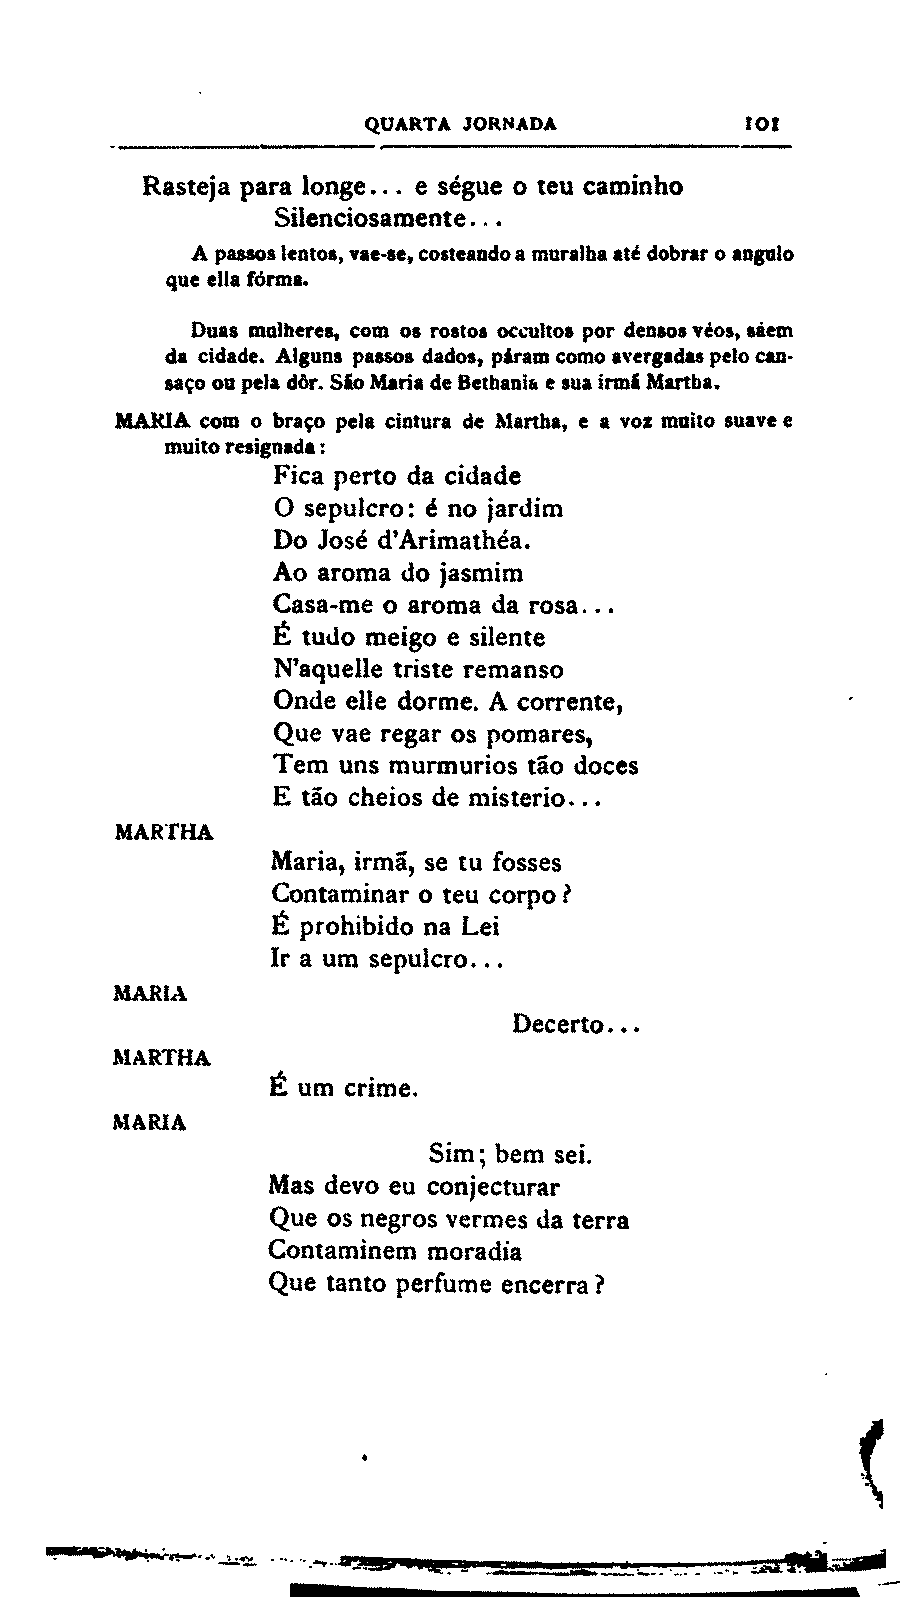 QUARTA JORNADA 101
Rasteja para longe... e ségue o teu caminho
Silenciosamente...
A passos lentos, vae-se, costeando a muralha até dobrar o angulo
que ella fórma.
Duas mulheres, com os rostos occultos por densos véos, sáem
da cidade. Alguns passos dados, páram como avergadas pelo can-
saço ou pela dôr. São Maria de Bethania e sua irmã Martha.
MARIA com o braço pela cintura de Martha, e a voz muito suave e
muito resignada:
Fica perto da cidade
O sepulcro: é no jardim
Do José d'Arimathéa.
Ao aroma do jasmim
Casa-me o aroma da rosa...
É tudo meigo e silente
N'aquelle triste remanso
Onde elle dorme. A corrente,
Que vae regar os pomares,
Tem uns murmurios tão doces
E tão cheios de misterio...
MARTHA
Maria, irmã, se tu fosses
Contaminar o teu corpo?
É prohibido na Lei
Ir a um sepulcro...
MARIA
Decerto...
MARTHA
É um crime.
MARIA
Sim; bem sei.
Mas devo eu conjecturar
Que os negros vermes da terra
Contaminem moradia
Que tanto perfume encerra?